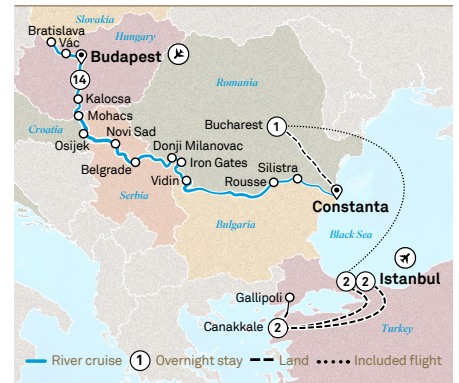 Slovakia
Bratislava
Hungary
Vác
Budapest
14
Romania
Kalocsa
Mohacs
Bucharest
1
Croatia
Novi Sad
Osijek
Donji Milanovac
Iron Gates
Silistra
Belgrade
Vidin
Rousse
Serbia
Constanta
Bulgaria
Black Sea
2
2
Istanbul
Gallipoli
Canakkale
2
Turkey
River cruise
1
Overnight stay
Land
Included flight